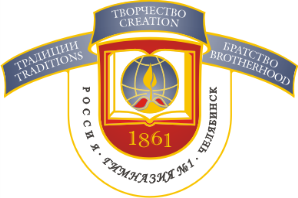 ТРАДИЦИИ
TRADITIONS
ТВОРЧЕСТВО
CREATION
БРАТСТВО
BROTHERHOOD
1861
РОССИЯ · ГИМНАЗИЯ №1 · ЧЕЛЯБИНСК